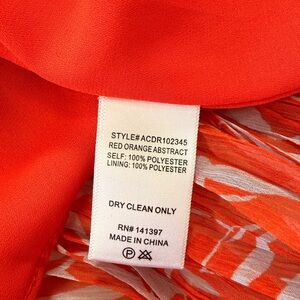 STYLE# ACDR102345
RED ORANGE ABSTRACT
SELF: 100% POLYESTER
LINING: 100% POLYESTER
DRY CLEAN ONLY
RN# 141397
MADE IN CHINA
P